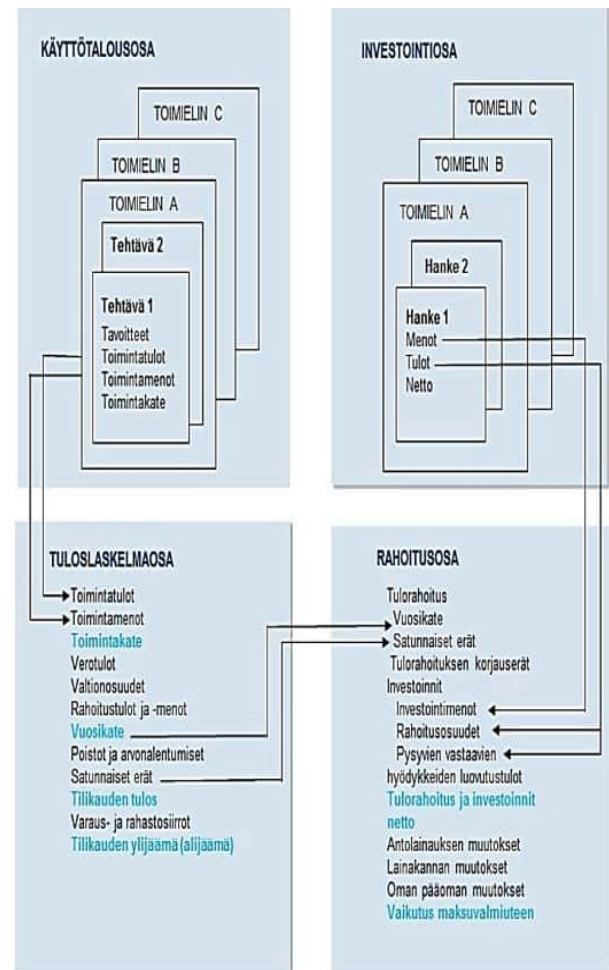 KÄYTTÖTALOUSOSA
TOIMIELIN C
TOIMIELIN B
TOIMIELIN A
Tehtävä 2
Tehtävä 1
Tavoitteet
Toimintatulot
Toimintamenot
Toimintakate
INVESTOINTIOSA
TOIMIELIN C
TOIMIELIN B
TOIMIELIN A
Hanke 2
Hanke 1
Menot
Tulot
Netto
TULOSLASKELMAOSA
Toimintatulot
Toimintamenot
Toimintakate
Verotulot
Valtionosuudet
Rahoitustulot ja -menot
Vuosikate
Poistot ja arvonalentumiset
Satunnaiset erät
Tilikauden tulos
Varaus- ja rahastosiirrot
Tilikauden ylijäämä (alijäämä)
RAHOITUSOSA
Tulorahoitus
Vuosikate
Satunnaiset erät
Tulorahoituksen korjauserät
Investoinnit
Investointimenot
Rahoitusosuudet
Pysyvien vastaavien
hyödykkeiden luovutustulot
Tulorahoitus ja investoinnit
netto
Antolainauksen muutokset
Lainakannan muutokset
Oman pääoman muutokset
Vaikutus maksuvalmiuteen